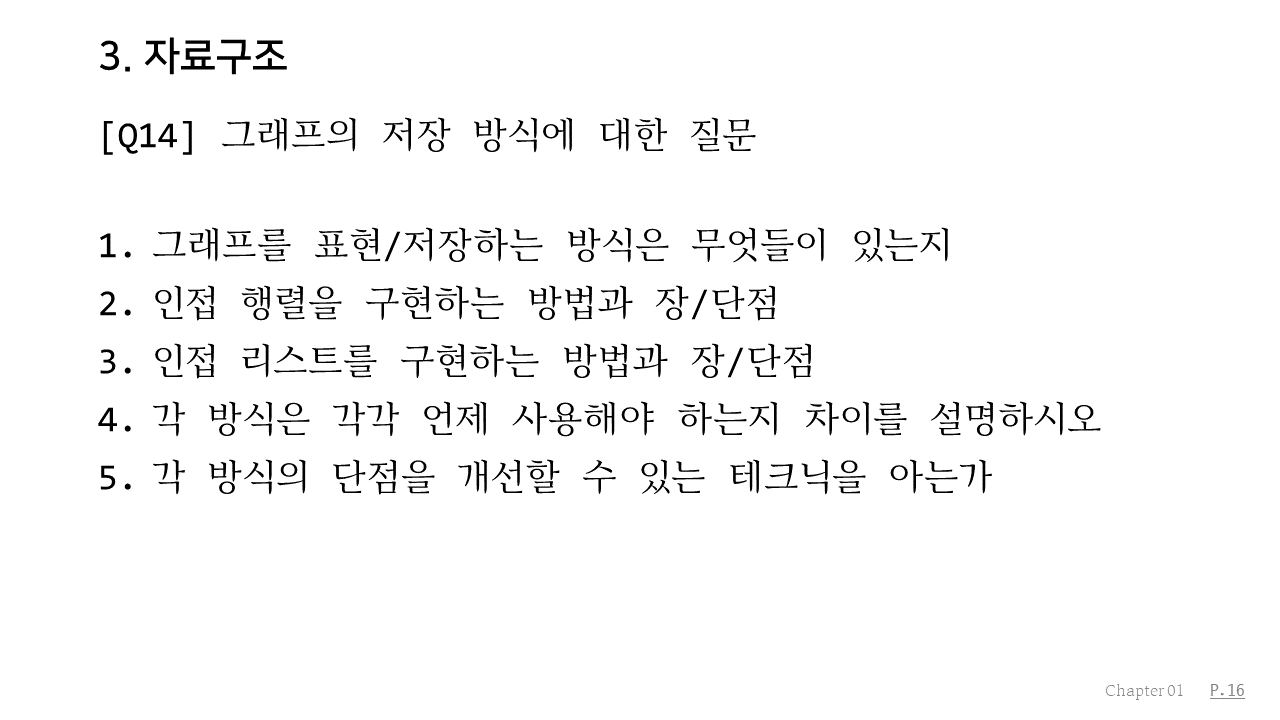 3. 자료구조
[Q14] 그래프의 저장 방식에 대한 질문
1. 그래프를 표현/저장하는 방식은 무엇들이 있는지
2. 인접 행렬을 구현하는 방법과 장/단점
3. 인접 리스트를 구현하는 방법과 장/단점
4. 각 방식은 각각 언제 사용해야 하는지 차이를 설명하시오
5. 각 방식의 단점을 개선할 수 있는 테크닉을 아는가
Chapter 01 P.16